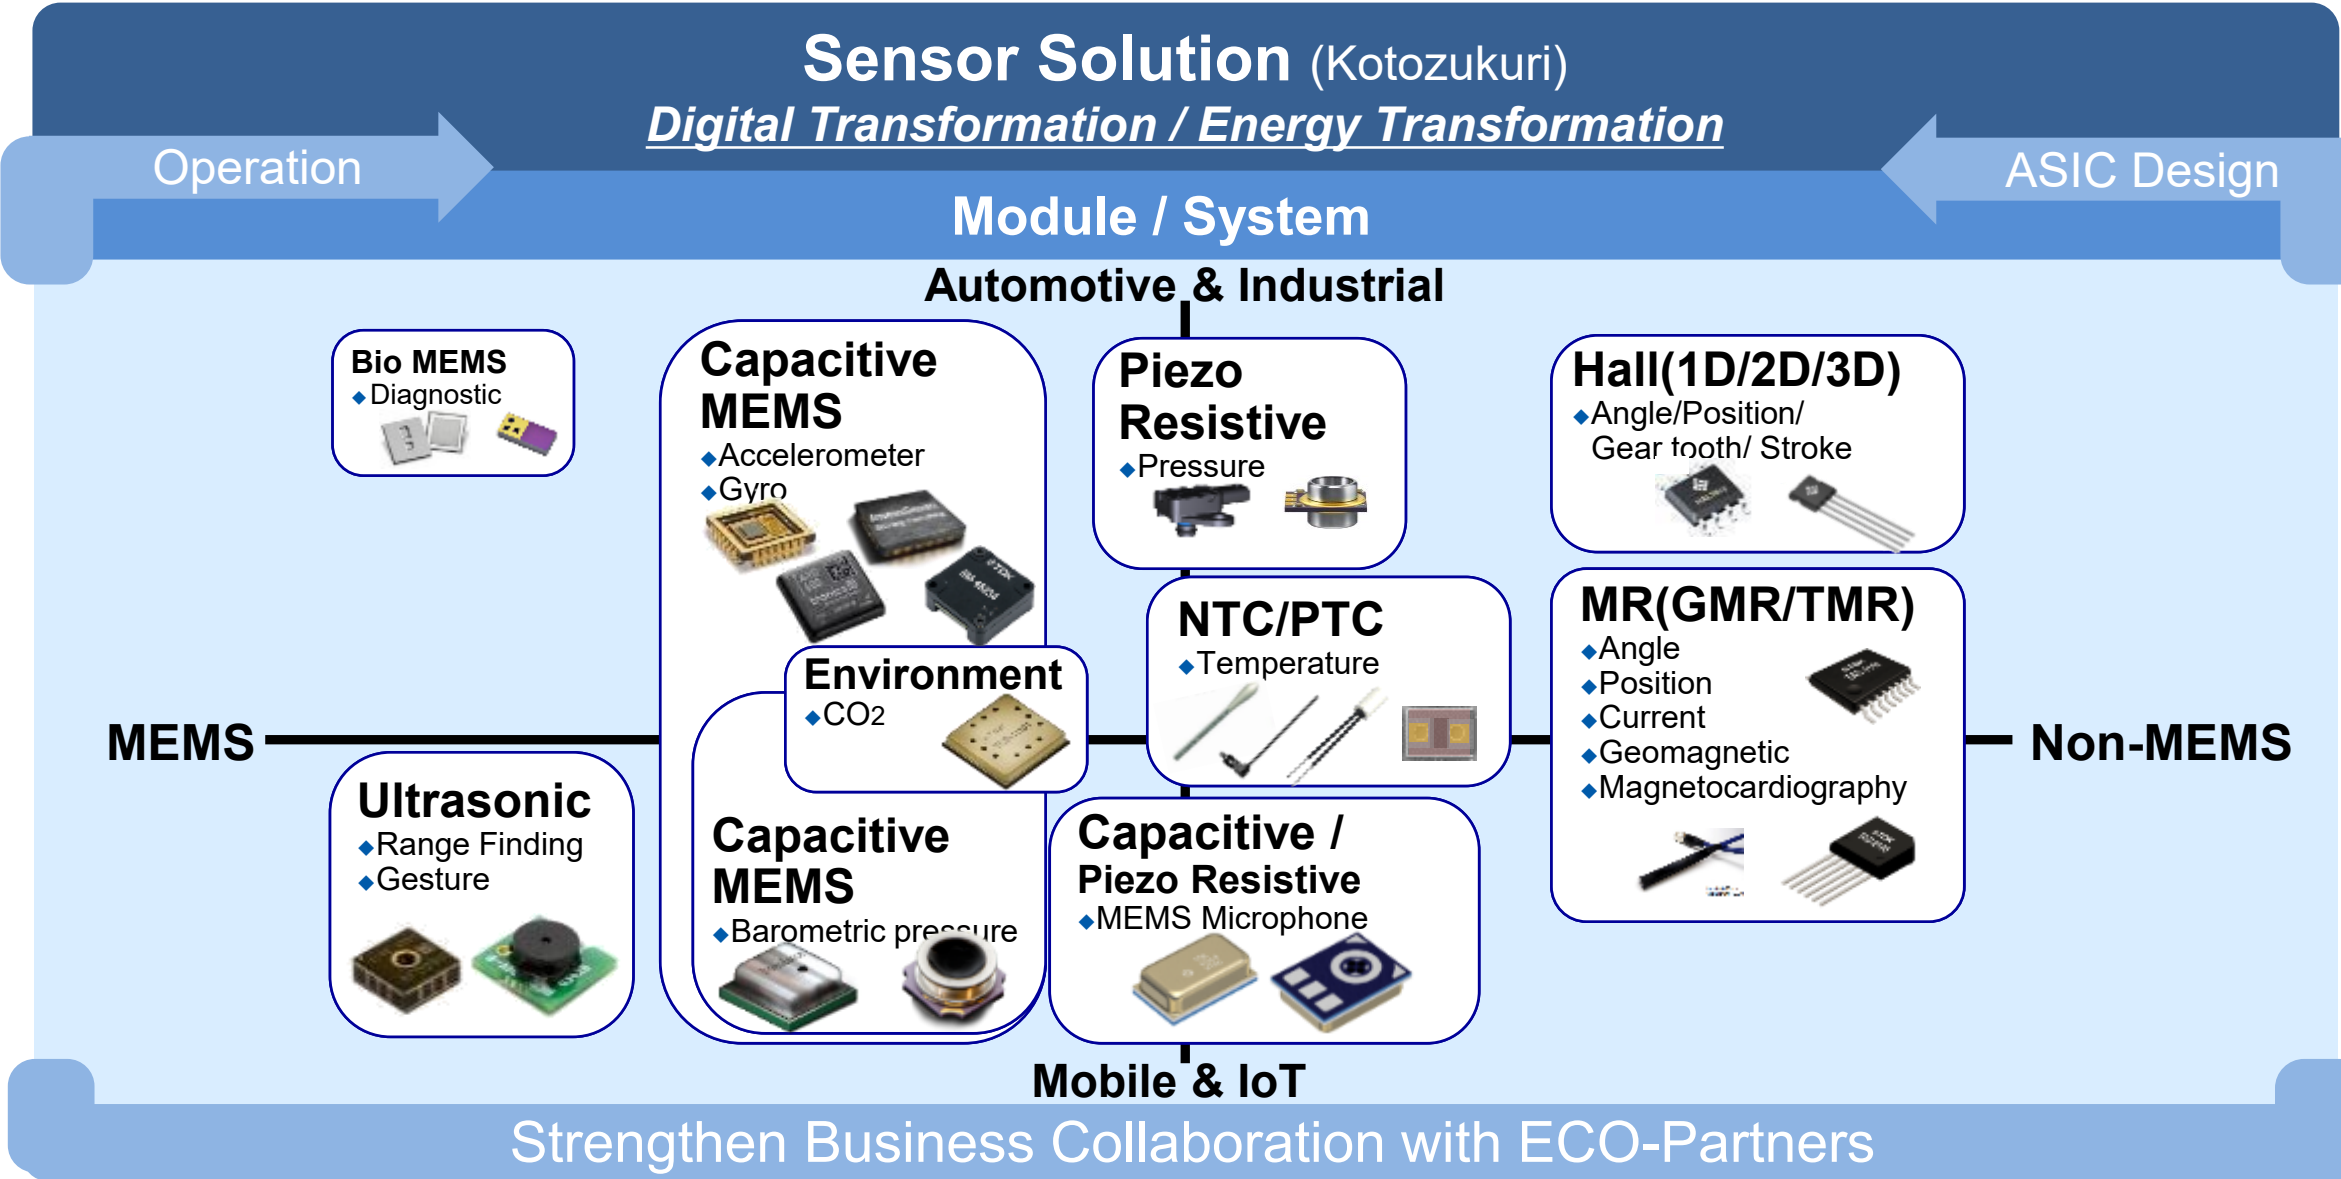 Sensor Solution (Kotozukuri)
Digital Transformation / Energy Transformation
Operation
ASIC Design
Module / System
Automotive & Industrial
Bio MEMS
◆Diagnostic
Capacitive
MEMS
◆Accelerometer
◆Gyro
Piezo
Resistive
◆Pressure
Hall(1D/2D/3D)
◆Angle/Position/
Gear tooth/ Stroke
NTC/PTC
◆Temperature
MR(GMR/TMR)
◆Angle
◆Position
◆Current
◆Geomagnetic
◆Magnetocardiography
Environment
◆CO2
MEMS
Non-MEMS
Ultrasonic
◆Range Finding
◆Gesture
Capacitive
MEMS
◆Barometric pressure
Capacitive /
Piezo Resistive
◆MEMS Microphone
Mobile & IoT
Strengthen Business Collaboration with ECO-Partners